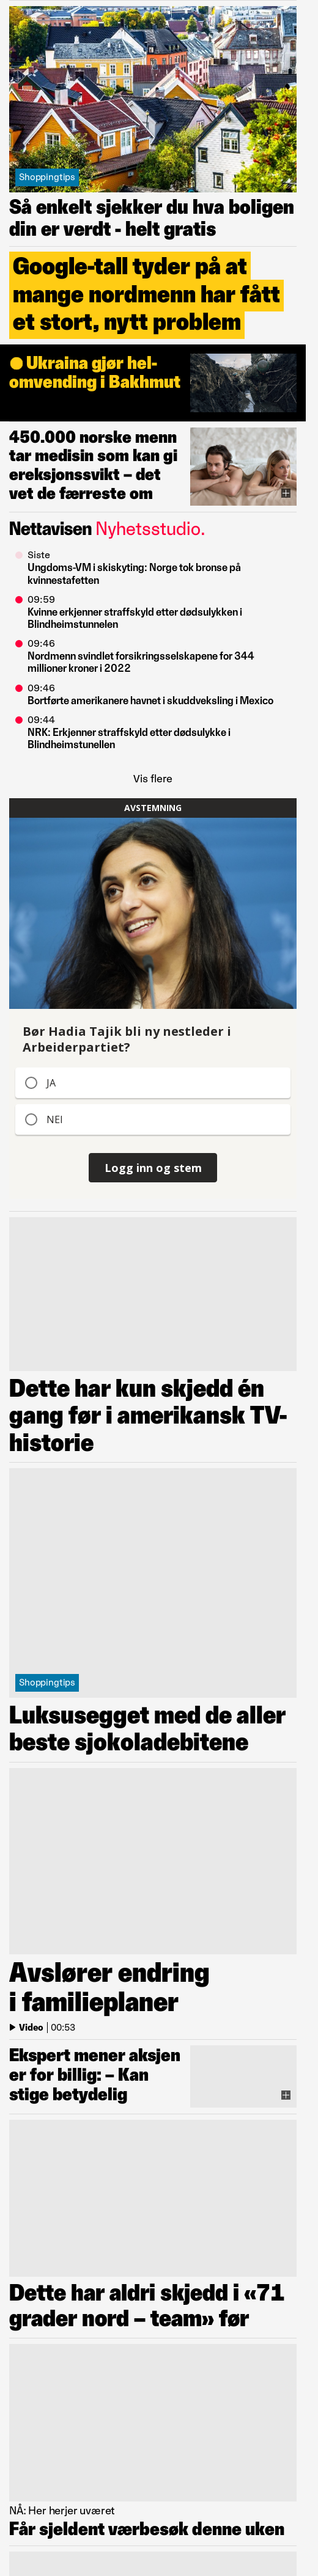 Shoppingtips
Så enkelt sjekker du hva boligen
din er verdt - helt gratis
Google-tall tyder på at
mange nordmenn har fått
et stort, nytt problem
Ukraina gjør hel-
omvending i Bakhmut
450.000 norske menn
tar medisin som kan gi
ereksjonssvikt – det
vet de færreste om
Nettavisen Nyhetsstudio.
Siste
Ungdoms-VM i skiskyting: Norge tok bronse på
kvinnestafetten
09:59
Kvinne erkjenner straffskyld etter dødsulykken i
Blindheimstunnelen
09:46
Nordmenn svindlet forsikringsselskapene for 344
millioner kroner i 2022
09:46
Bortførte amerikanere havnet i skuddveksling i Mexico
09:44
NRK: Erkjenner straffskyld etter dødsulykke i
Blindheimstunellen
Vis flere
AVSTEMNING
Bør Hadia Tajik bli ny nestleder i
Arbeiderpartiet?
JA
NEI
Logg inn og stem
Dette har kun skjedd én
gang før i amerikansk TV-
historie
Shoppingtips
Luksusegget med de aller
beste sjokoladebitene
Avslører endring
i familieplaner
Video | 00:53
Ekspert mener aksjen
er for billig: – Kan
stige betydelig
Dette har aldri skjedd i «71
grader nord – team» før
NÅ: Her herjer uværet
Får sjeldent værbesøk denne uken